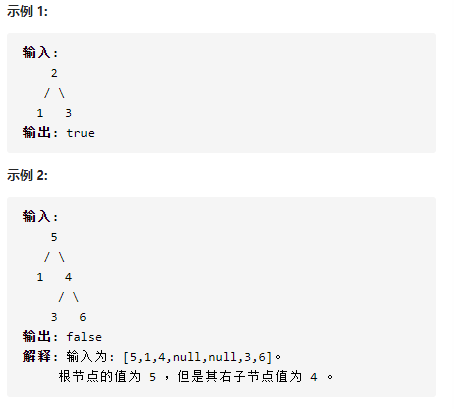 示例 1:
输入:
    2
   / \
  1   3
输出: true
示例 2:
输入:
    5
   / \
  1   4
     / \
    3   6
输出: false
解释: 输入为: [5,1,4,null,null,3,6]。
     根节点的值为 5 ，但是其右子节点值为 4 。